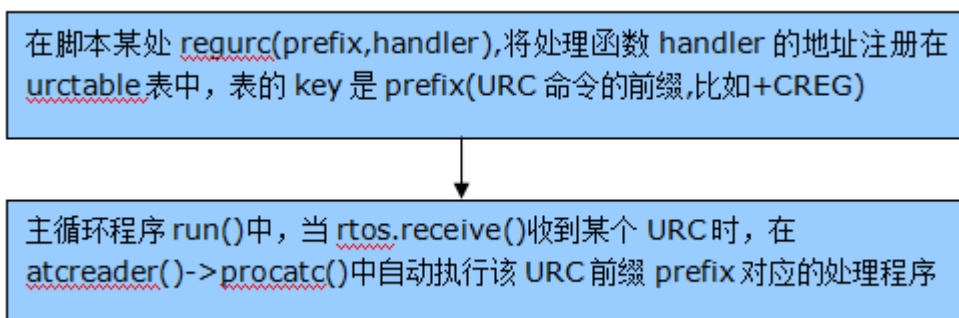 在脚本某处 regurc(prefix,handler),将处理函数 handler 的地址注册在
urctable 表中，表的 key 是 prefix(URC 命令的前缀,比如+CREG)
主循环程序 run()中，当 rtos.receive()收到某个 URC 时，在
atcreader()->procatc()中自动执行该 URC 前缀 prefix 对应的处理程序